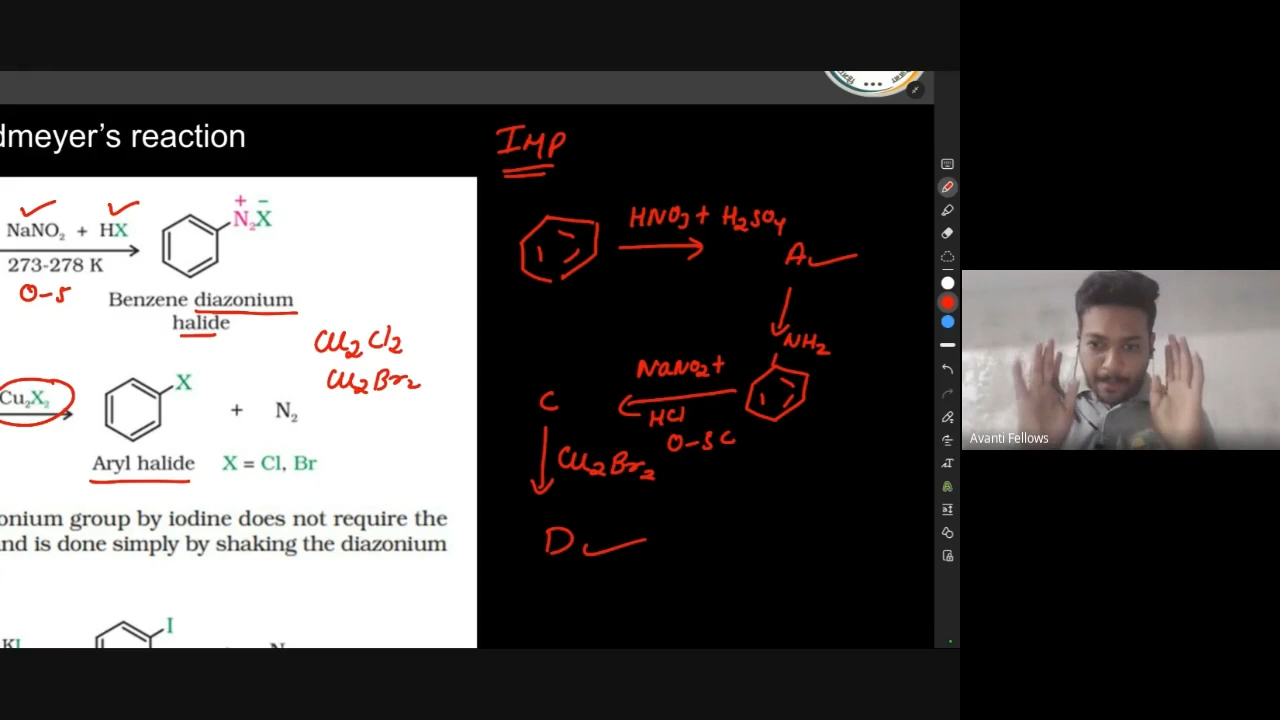 dmeyer's reaction
NaNO₂ + HX
273-278 K
0-5
N₂X
+ −
Benzene diazonium
halide
Cu₂Cl₂
Cu₂Br₂
Cu₂X₂
X
+ N₂
Aryl halide X = Cl, Br
onium group by iodine does not require the
nd is done simply by shaking the diazonium
KI
I
IMP
HNO₃ + H₂SO₄
A
NH₂
NaNO₂+
HCl
0-5 C
C
Cu₂Br₂
D
Avanti Fellows